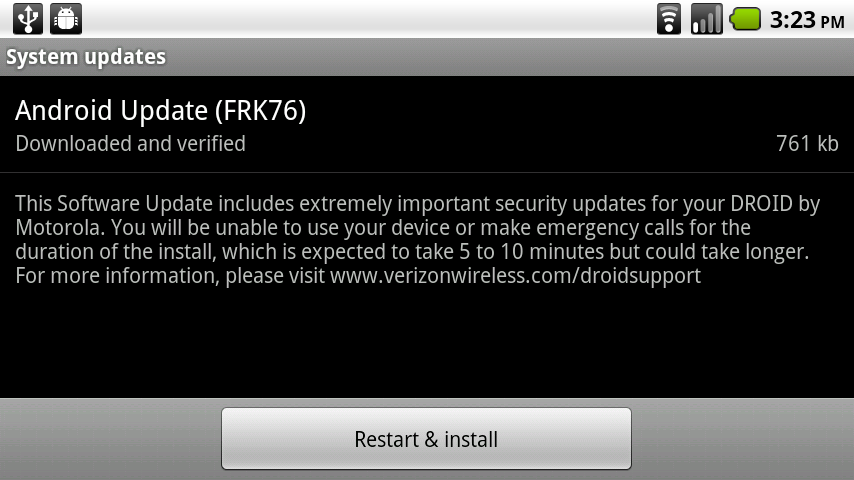 3:23 PM
System updates
Android Update (FRK76)
Downloaded and verified 761 kb
This Software Update includes extremely important security updates for your DROID by
Motorola. You will be unable to use your device or make emergency calls for the
duration of the install, which is expected to take 5 to 10 minutes but could take longer.
For more information, please visit www.verizonwireless.com/droidsupport
Restart & install